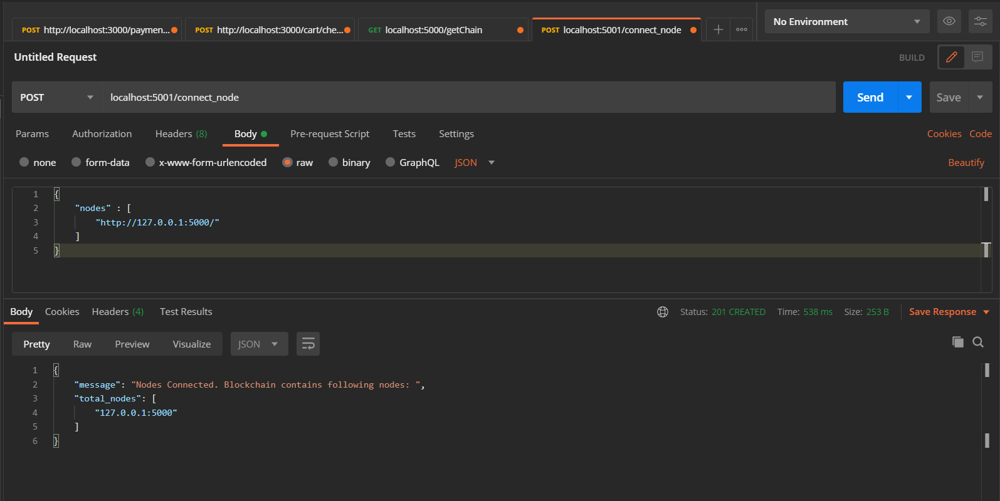 POST http://localhost:3000/paymen... POST http://localhost:3000/cart/che... GET localhost:5000/getChain POST localhost:5001/connect_node No Environment
Untitled Request BUILD
POST localhost:5001/connect_node Send Save
Params Authorization Headers (8) Body Pre-request Script Tests Settings Cookies Code
none form-data x-www-form-urlencoded raw binary GraphQL JSON Beautify
1 {
2 "nodes" : [
3 "http://127.0.0.1:5000/"
4 ]
5 }
Body Cookies Headers (4) Test Results Status: 201 CREATED Time: 538 ms Size: 253 B Save Response
Pretty Raw Preview Visualize JSON
1 {
2 "message": "Nodes Connected. Blockchain contains following nodes: ",
3 "total_nodes": [
4 "127.0.0.1:5000"
5 ]
6 }